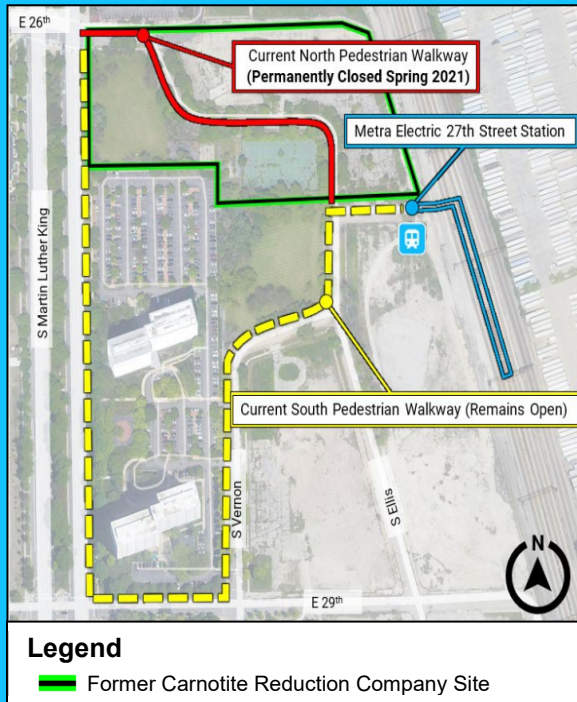 E 26th
Current North Pedestrian Walkway
(Permanently Closed Spring 2021)
Metra Electric 27th Street Station
S Martin Luther King
Current South Pedestrian Walkway (Remains Open)
S Vernon
S Ellis
N
E 29th
Legend
Former Carnotite Reduction Company Site